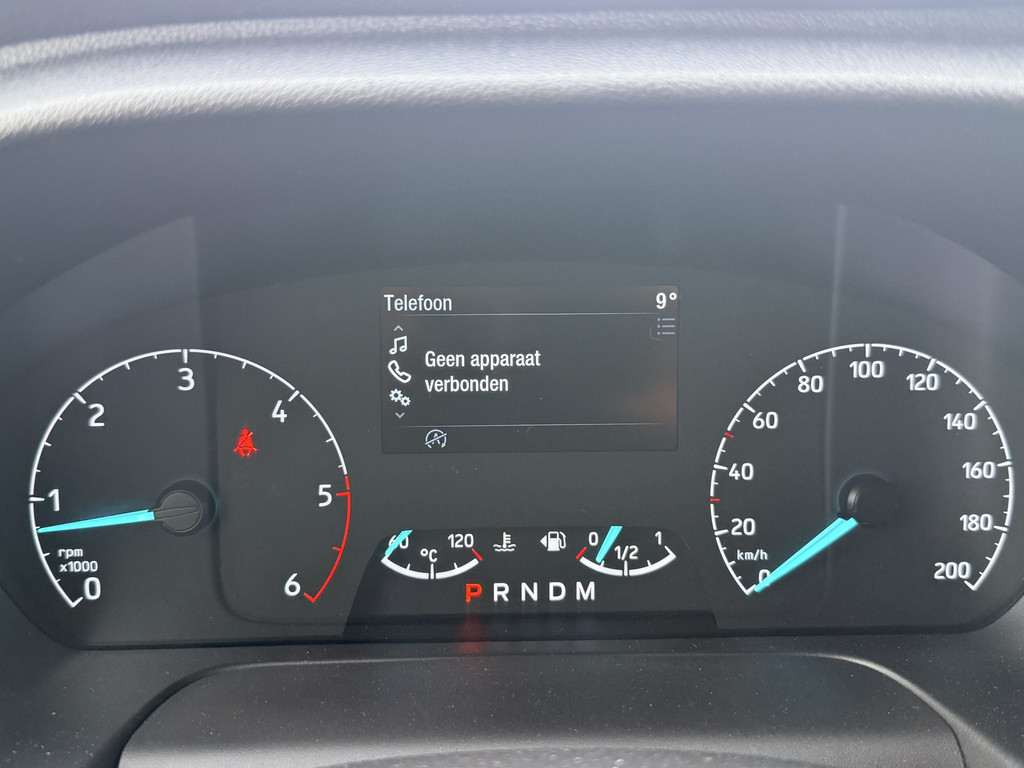 Telefoon 9°
Geen apparaat
verbonden
0 1 2 3 4 5 6
rpm
x1000
60 °C 120
0 1/2 1
P R N D M
0 20 40 60 80 100 120 140 160 180 200
km/h